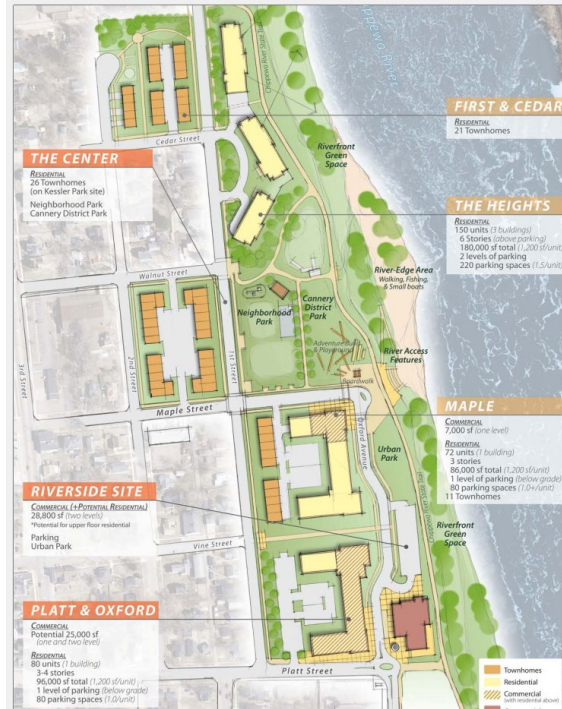 Chippewa River State Trail
Chippewa River
FIRST & CEDAR
RESIDENTIAL
21 Townhomes
Cedar Street
Riverfront
Green
Space
THE CENTER
RESIDENTIAL
26 Townhomes
(on Kessler Park site)
Neighborhood Park
Cannery District Park
THE HEIGHTS
RESIDENTIAL
150 units (3 buildings)
6 Stories (above parking)
180,000 sf total (1,200 sf/unit)
2 levels of parking
220 parking spaces (1.5/unit)
Walnut Street
River-Edge Area
Walking, Fishing,
& Small boats
Neighborhood
Park
Cannery
District
Park
3rd Street
2nd Street
1st Street
& Playground
River Access
Features
Boardwalk
Maple Street
Oxford Avenue
MAPLE
COMMERCIAL
7,000 sf (one level)
RESIDENTIAL
72 units (1 building)
3 stories
86,000 sf total (1,200 sf/unit)
1 level of parking (below grade)
80 parking spaces (1.0+/unit)
11 Townhomes
Urban
Park
RIVERSIDE SITE
COMMERCIAL (+POTENTIAL RESIDENTIAL)
28,800 sf (two levels)
*Potential for upper floor residential
Parking
Urban Park
Riverfront
Green
Space
Vine Street
PLATT & OXFORD
COMMERCIAL
Potential 25,000 sf
(one and two level)
RESIDENTIAL
80 units (1 building)
3-4 stories
96,000 sf total (1,200 sf/unit)
1 level of parking (below grade)
80 parking spaces (1.0/unit)
Platt Street
Townhomes
Residential
Commercial
(with residential above)